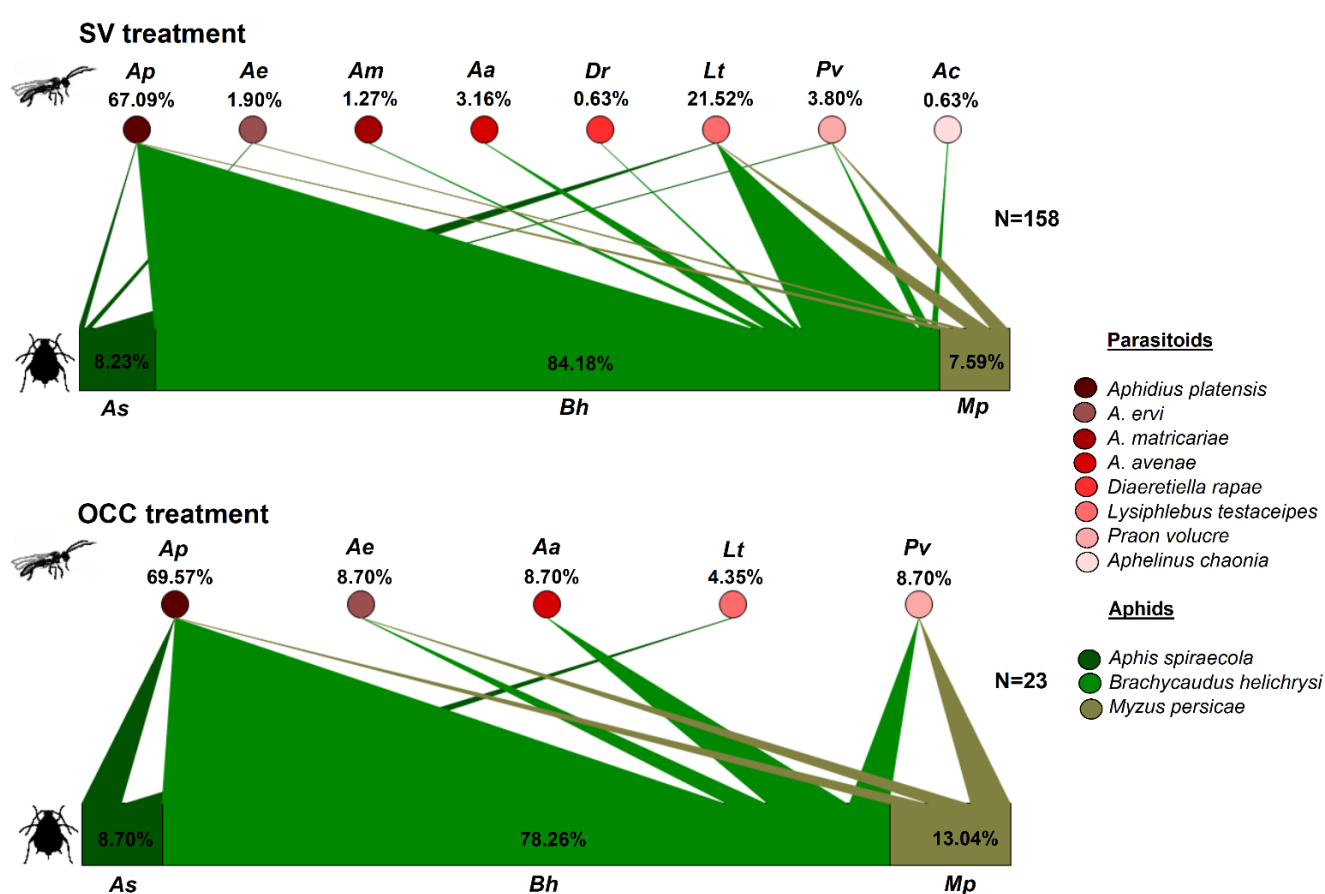 SV treatment
Ap Ae Am Aa Dr Lt Pv Ac
67.09% 1.90% 1.27% 3.16% 0.63% 21.52% 3.80% 0.63%
N=158
8.23% 84.18% 7.59%
As Bh Mp
Parasitoids
Aphidius platensis
A. ervi
A. matricariae
A. avenae
Diaeretiella rapae
Lysiphlebus testaceipes
Praon volucre
Aphelinus chaonia
Aphids
Aphis spiraecola
Brachycaudus helichrysi
Myzus persicae
OCC treatment
Ap Ae Aa Lt Pv
69.57% 8.70% 8.70% 4.35% 8.70%
N=23
8.70% 78.26% 13.04%
As Bh Mp